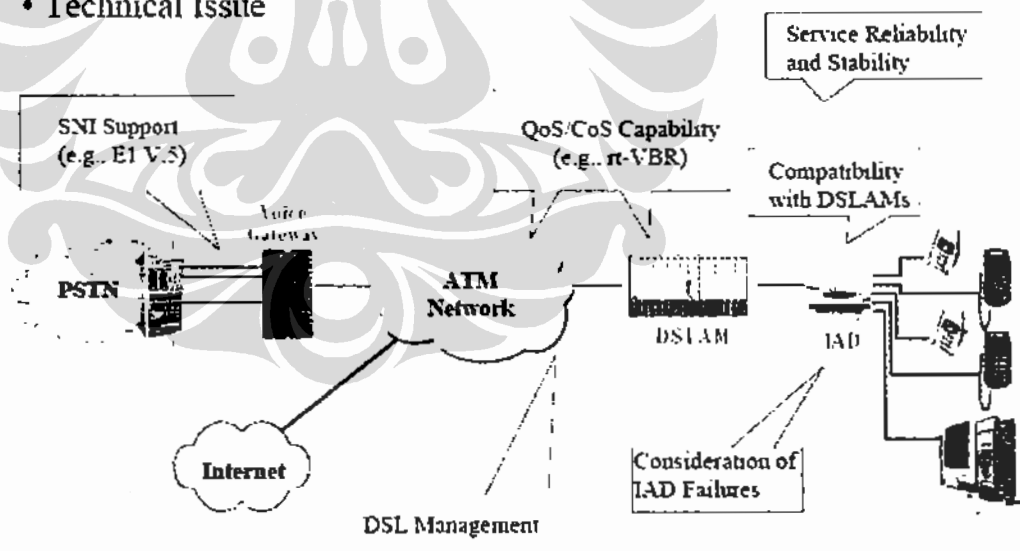 • Technical Issue
Service Reliability
and Stability
SNI Support
(e.g., E1 V.5)
QoS/CoS Capability
(e.g.. rt-VBR)
Compatibility
with DSLAMs
Voice
Gateway
PSTN
ATM
Network
DSLAM
IAD
Internet
Consideration of
IAD Failures
DSL Management